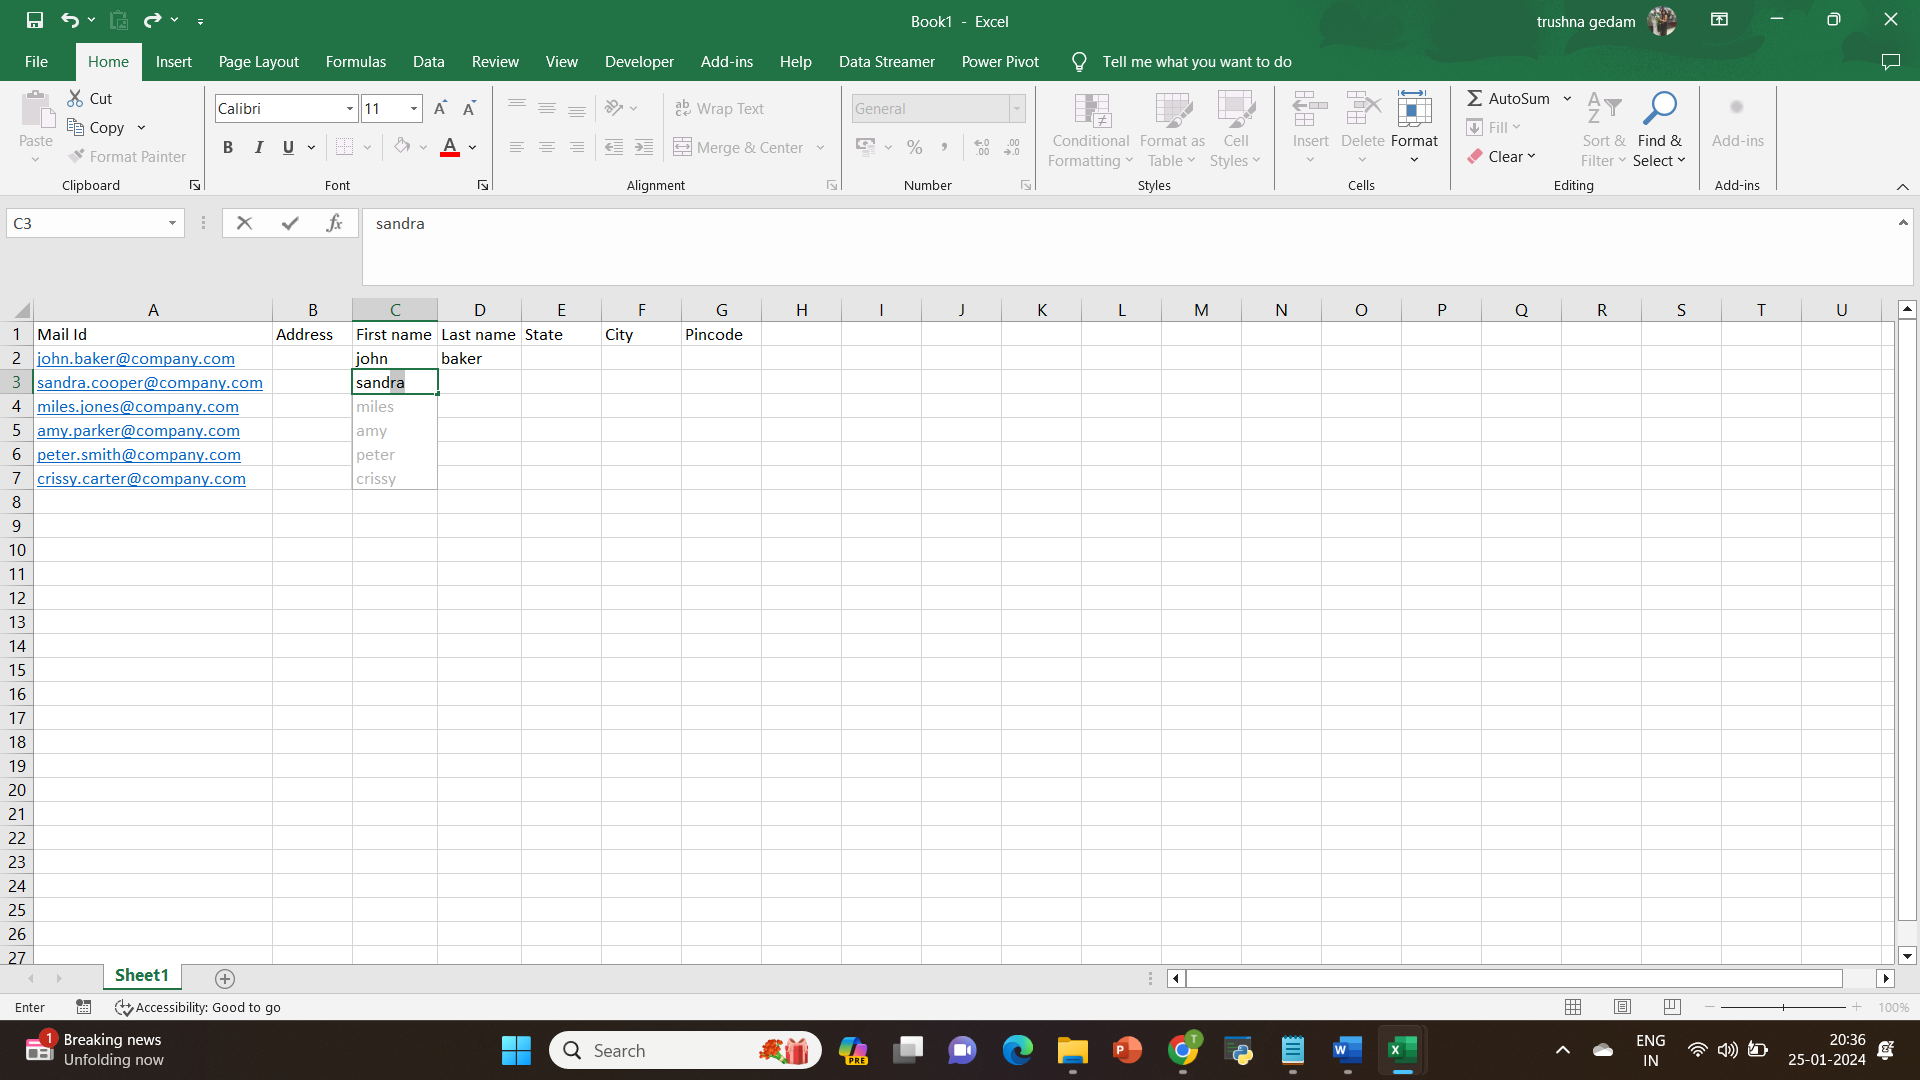 Book1 - Excel
trushna gedam
File Home Insert Page Layout Formulas Data Review View Developer Add-ins Help Data Streamer Power Pivot Tell me what you want to do
Paste
Cut
Copy
Format Painter
Clipboard
Calibri 11
B I U A
Font
ab Wrap Text
Merge & Center
Alignment
General
% ,
Number
Conditional Formatting
Format as Table
Cell Styles
Styles
Insert Delete Format
Cells
AutoSum
Fill
Clear
Sort & Filter
Find & Select
Editing
Add-ins
Add-ins
C3 fx sandra
A B C D E F G H I J K L M N O P Q R S T U
1 Mail Id Address First name Last name State City Pincode
2 john.baker@company.com john baker
3 sandra.cooper@company.com sandra
4 miles.jones@company.com miles
5 amy.parker@company.com amy
6 peter.smith@company.com peter
7 crissy.carter@company.com crissy
8
9
10
11
12
13
14
15
16
17
18
19
20
21
22
23
24
25
26
27
Sheet1
Enter Accessibility: Good to go 100%
1 Breaking news
Unfolding now
Search
PRE
T
ENG
IN
20:36
25-01-2024